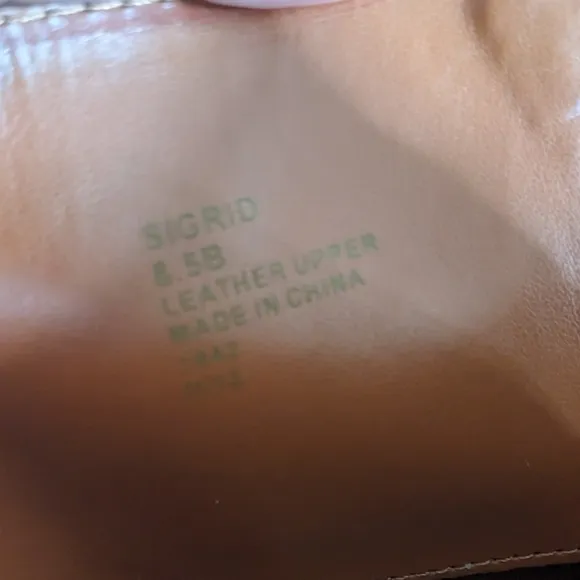 SIGRID
8.5B
LEATHER UPPER
MADE IN CHINA